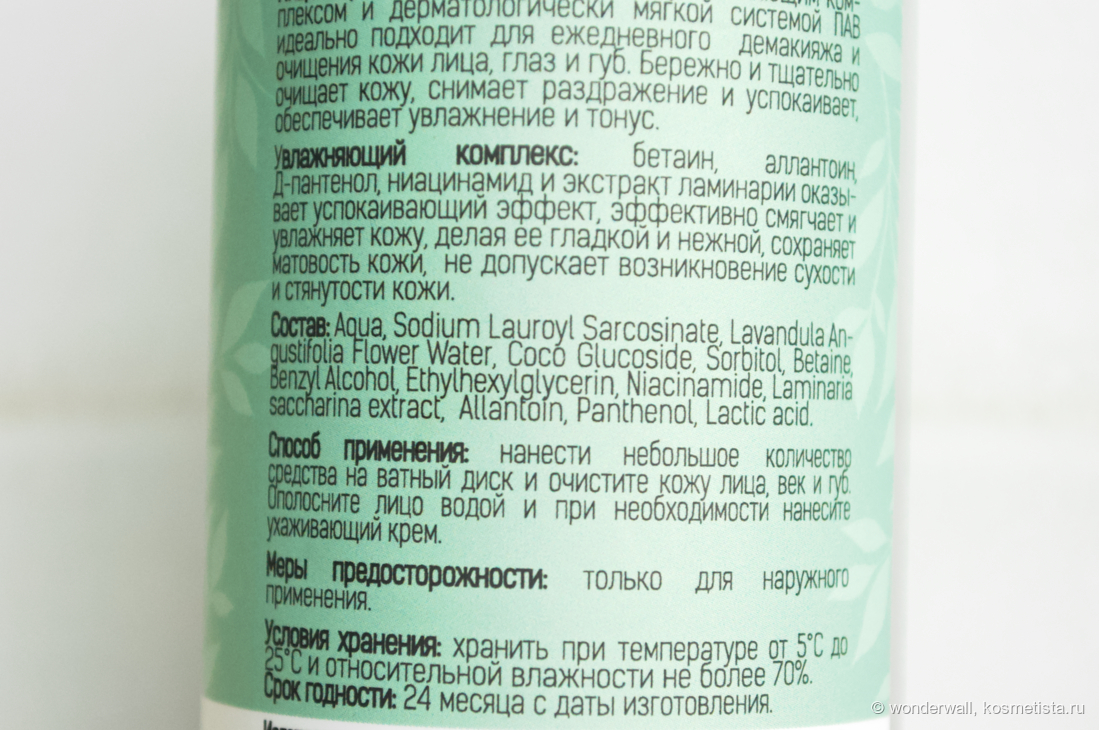 плексом и дерматологически мягкой системой ПАВ
идеально подходит для ежедневного демакияжа и
очищения кожи лица, глаз и губ. Бережно и тщательно
очищает кожу, снимает раздражение и успокаивает,
обеспечивает увлажнение и тонус.
Увлажняющий комплекс: бетаин, аллантоин,
Д-пантенол, ниацинамид и экстракт ламинарии оказы-
вает успокаивающий эффект, эффективно смягчает и
увлажняет кожу, делая ее гладкой и нежной, сохраняет
матовость кожи, не допускает возникновение сухости
и стянутости кожи.
Состав: Aqua, Sodium Lauroyl Sarcosinate, Lavandula An-
gustifolia Flower Water, Coco Glucoside, Sorbitol, Betaine,
Benzyl Alcohol, Ethylhexylglycerin, Niacinamide, Laminaria
saccharina extract, Allantoin, Panthenol, Lactic acid.
Способ применения: нанести небольшое количество
средства на ватный диск и очистите кожу лица, век и губ.
Ополосните лицо водой и при необходимости нанесите
ухаживающий крем.
Меры предосторожности: только для наружного
применения.
Условия хранения: хранить при температуре от 5°C до
25°C и относительной влажности не более 70%.
Срок годности: 24 месяца с даты изготовления.
© wonderwall, kosmetista.ru